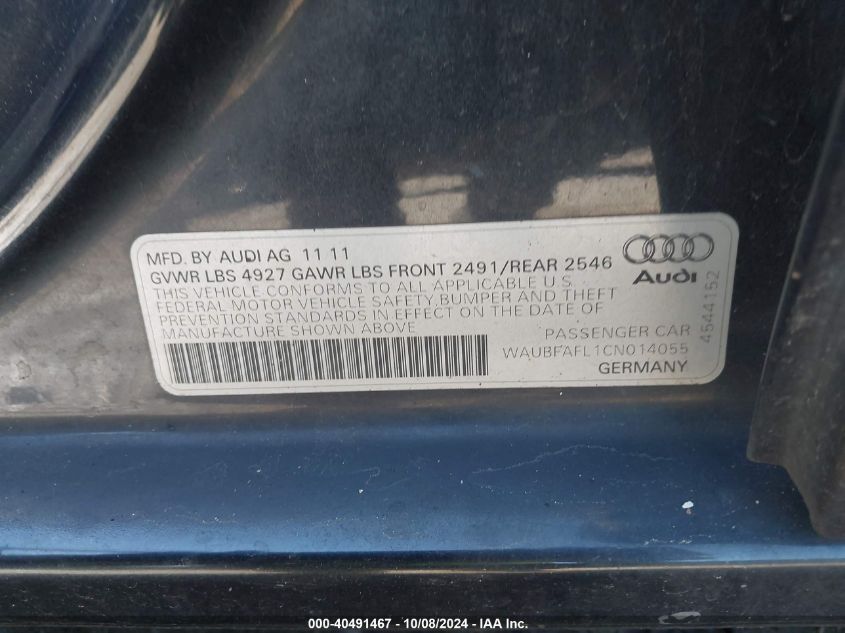 MFD. BY AUDI AG 11 11
GVWR LBS 4927 GAWR LBS FRONT 2491/REAR 2546
THIS VEHICLE CONFORMS TO ALL APPLICABLE U.S.
FEDERAL MOTOR VEHICLE SAFETY, BUMPER AND THEFT
PREVENTION STANDARDS IN EFFECT ON THE DATE OF
MANUFACTURE SHOWN ABOVE
Audi
4544152
PASSENGER CAR
WAUBFAFL1CN014055
GERMANY
000-40491467 - 10/08/2024 - IAA Inc.